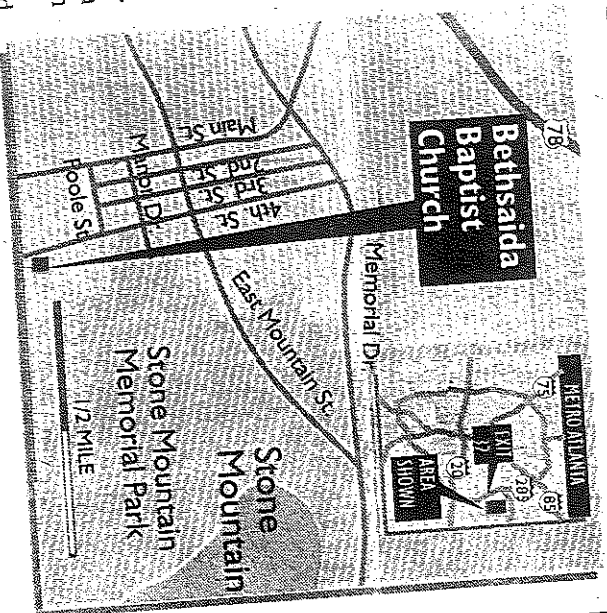 78
Bethsaida
Baptist
Church
METRO ATLANTA
75
85
285
EXIT
20
AREA
SHOWN
Memorial Dr.
Main St.
2nd St.
3rd St.
4th St.
Manor Dr.
Poole St.
East Mountain St.
Stone
Mountain
Stone Mountain
Memorial Park
1/2 MILE